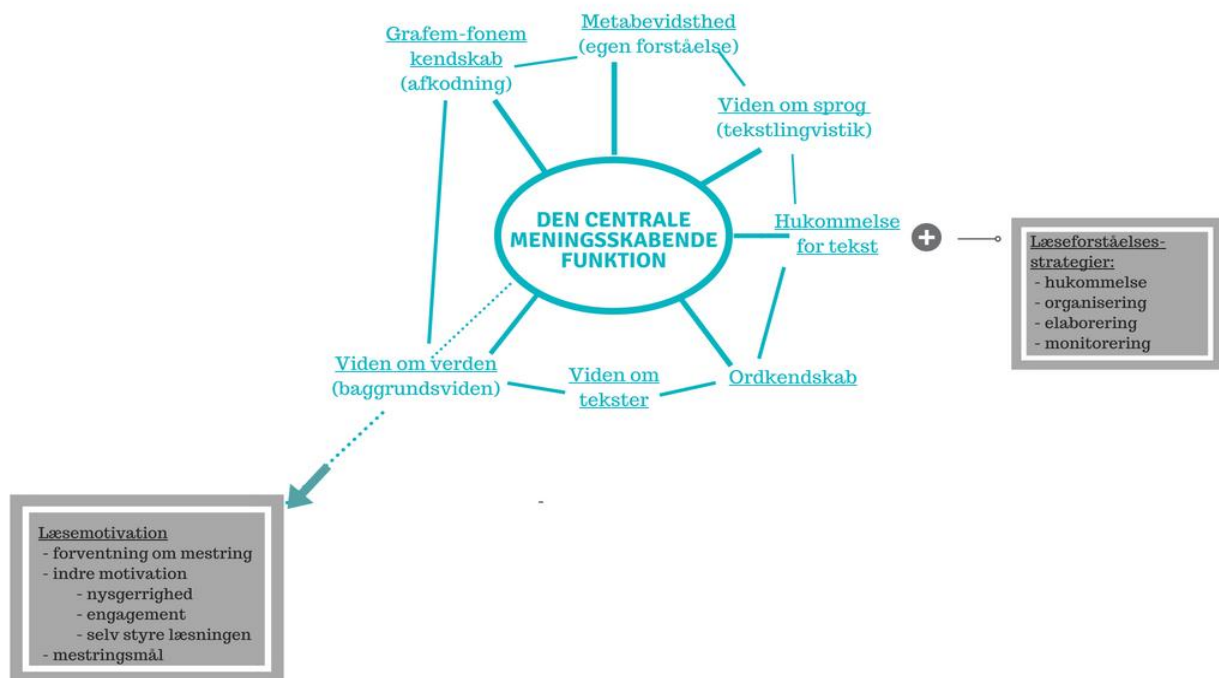 Metabevidsthed
(egen forståelse)
Grafem-fonem
kendskab
(afkodning)
Viden om sprog
(tekstlingvistik)
DEN CENTRALE
MENINGSSKABENDE
FUNKTION
Hukommelse
for tekst
+
Læseforståelses-
strategier:
- hukommelse
- organisering
- elaborering
- monitorering
Viden om verden
(baggrundsviden)
Viden om
tekster
Ordkendskab
-
Læsemotivation
- forventning om mestring
- indre motivation
- nysgerrighed
- engagement
- selv styre læsningen
- mestringsmål